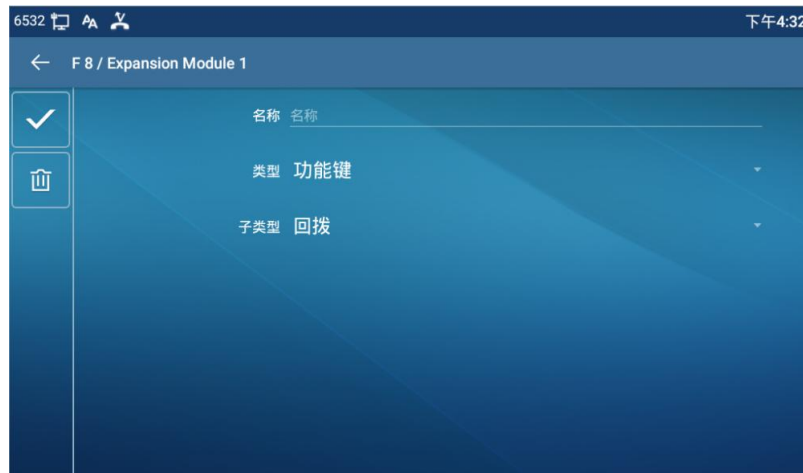 6532 AA 下午4:32
F 8 / Expansion Module 1
名称 名称
类型 功能键
子类型 回拨